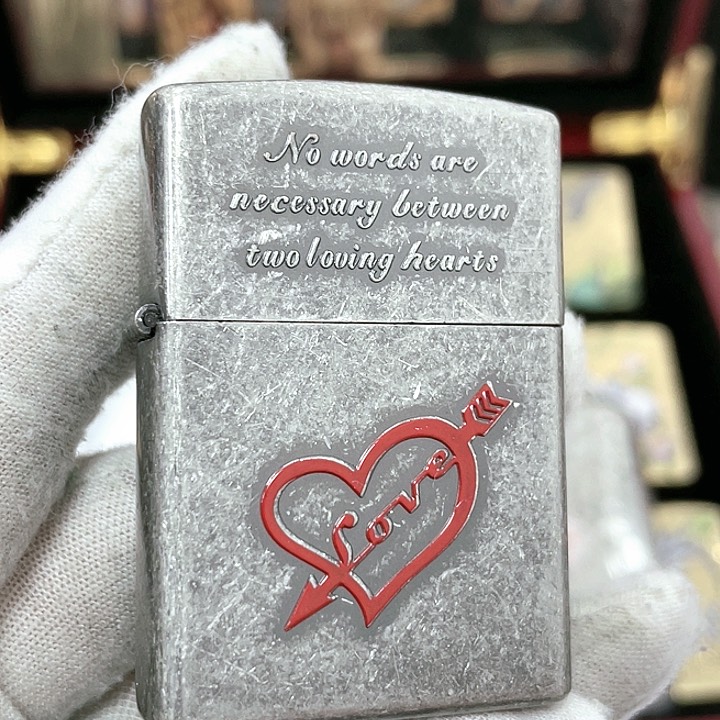 No words are
necessary between
two loving hearts
Love